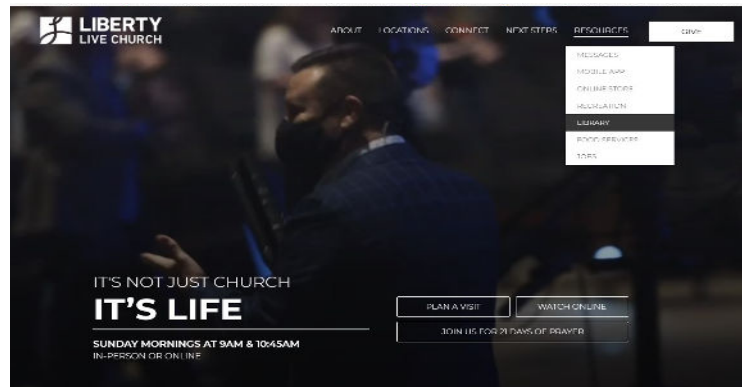 LIBERTY
LIVE CHURCH
ABOUT LOCATIONS CONNECT NEXT STEPS RESOURCES GIVE
MESSAGES
MOBILE APP
ONLINE STORE
RECREATION
LIBRARY
FOOD SERVICES
JOBS
IT'S NOT JUST CHURCH
IT'S LIFE
PLAN A VISIT WATCH ONLINE
JOIN US FOR 21 DAYS OF PRAYER
SUNDAY MORNINGS AT 9AM & 10:45AM
IN-PERSON OR ONLINE